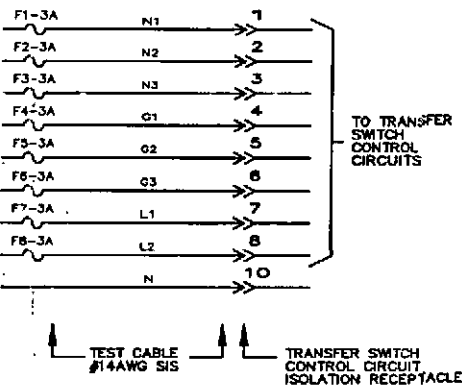 F1-3A N1 1
F2-3A N2 2
F3-3A N3 3
F4-3A G1 4
F5-3A G2 5
F6-3A G3 6
F7-3A L1 7
F8-3A L2 8
N 10
TO TRANSFER
SWITCH
CONTROL
CIRCUITS
TEST CABLE
#14AWG SIS
TRANSFER SWITCH
CONTROL CIRCUIT
ISOLATION RECEPTACLE